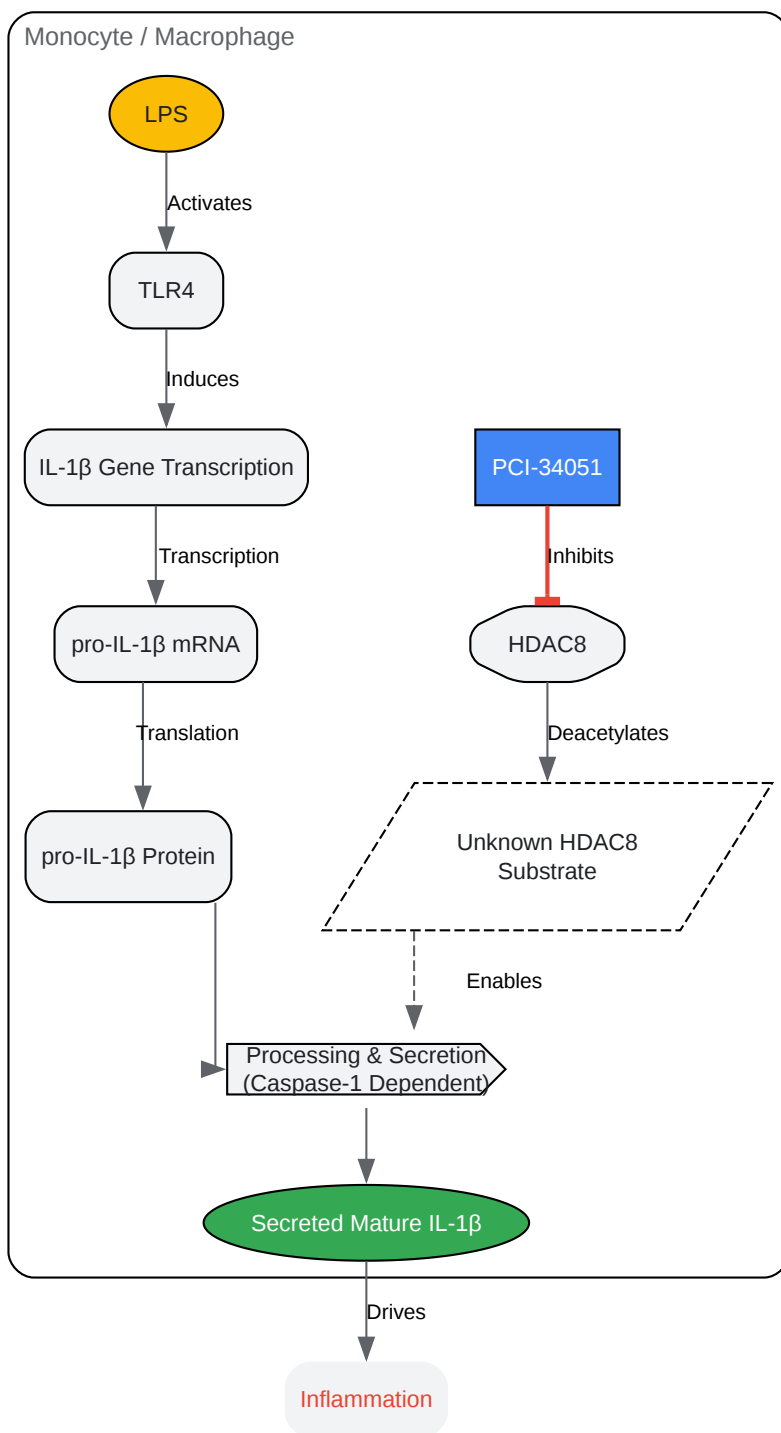 Monocyte / Macrophage
LPS
Activates
TLR4
Induces
IL-1β Gene Transcription
PCI-34051
Transcription
Inhibits
pro-IL-1β mRNA
HDAC8
Translation
Deacetylates
pro-IL-1β Protein
Unknown HDAC8
Substrate
Enables
Processing & Secretion
(Caspase-1 Dependent)
Secreted Mature IL-1β
Drives
Inflammation